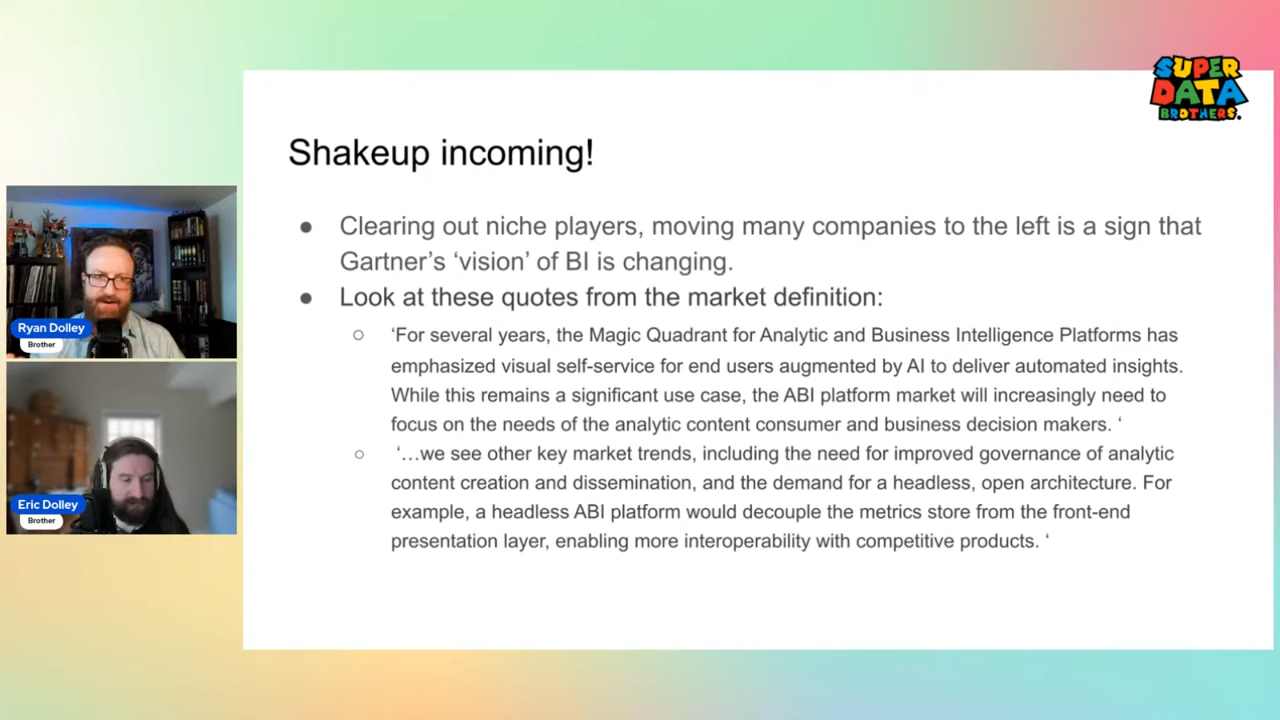 SUPER
DATA
BROTHERS.
Shakeup incoming!
● Clearing out niche players, moving many companies to the left is a sign that
Gartner's 'vision' of BI is changing.
● Look at these quotes from the market definition:
○ 'For several years, the Magic Quadrant for Analytic and Business Intelligence Platforms has
emphasized visual self-service for end users augmented by AI to deliver automated insights.
While this remains a significant use case, the ABI platform market will increasingly need to
focus on the needs of the analytic content consumer and business decision makers. '
○ '…we see other key market trends, including the need for improved governance of analytic
content creation and dissemination, and the demand for a headless, open architecture. For
example, a headless ABI platform would decouple the metrics store from the front-end
presentation layer, enabling more interoperability with competitive products. '
Ryan Dolley
Brother
Eric Dolley
Brother